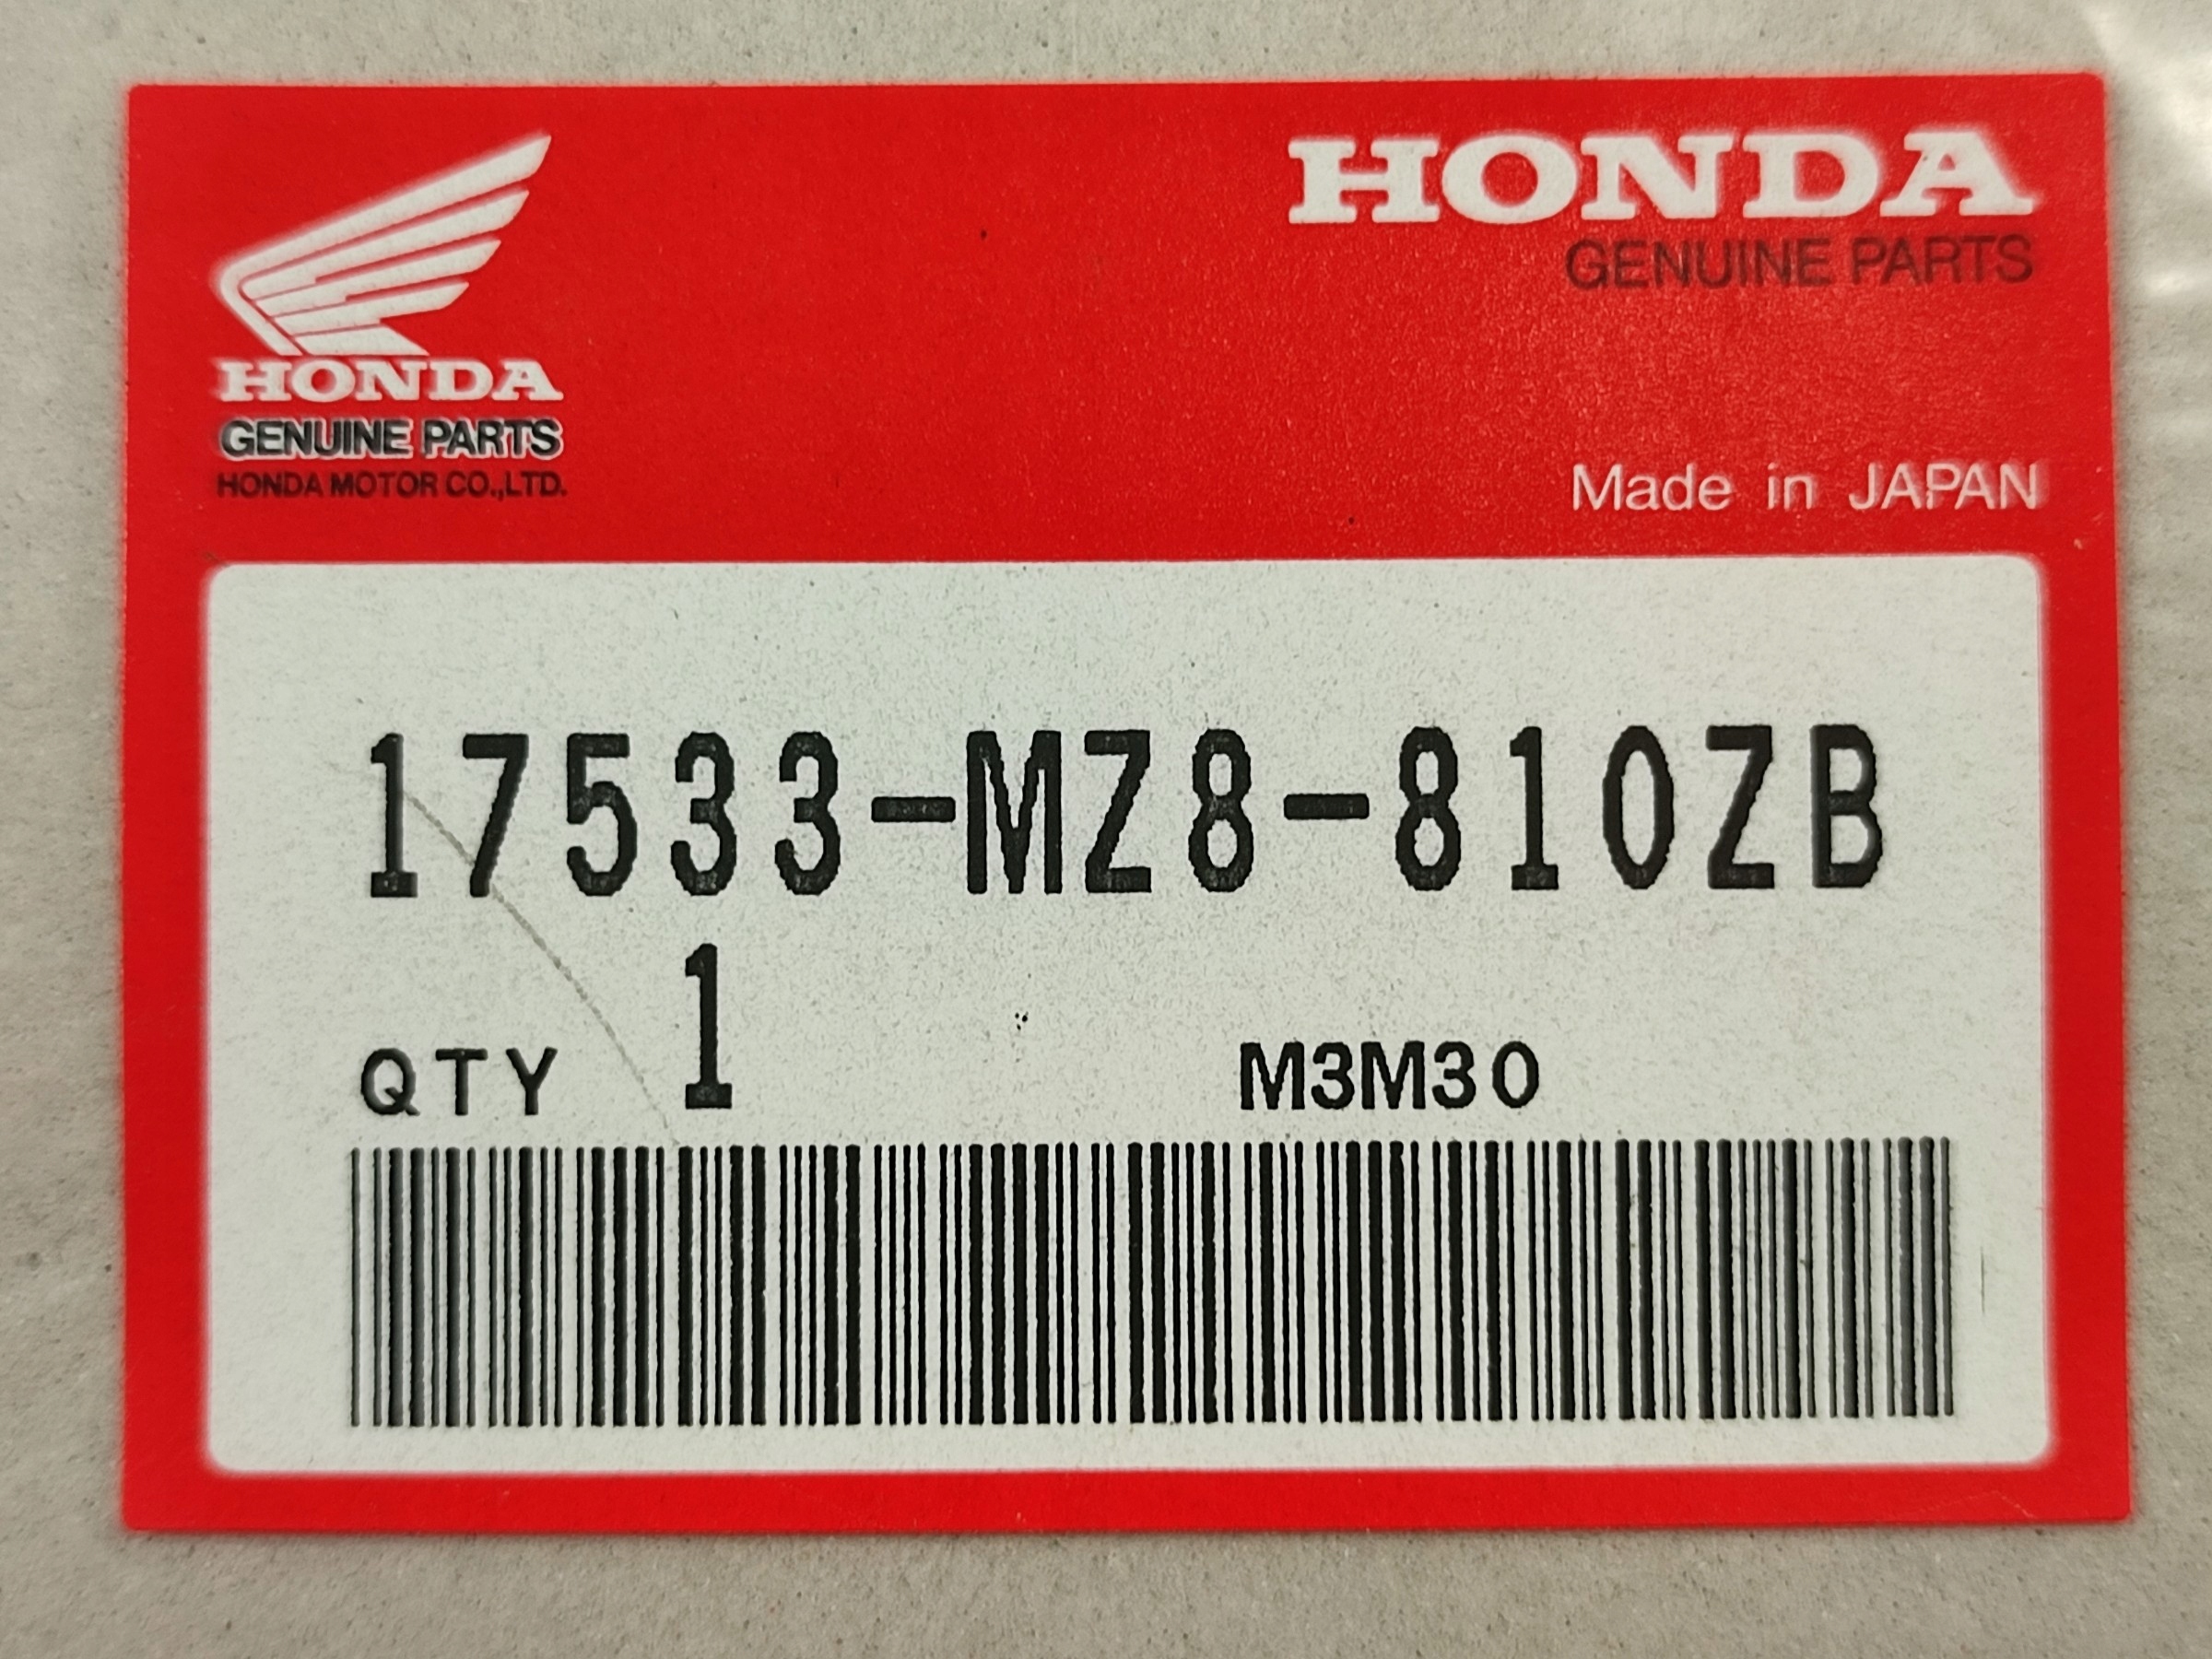 HONDA
GENUINE PARTS
HONDA MOTOR CO.,LTD.
HONDA
GENUINE PARTS
Made in JAPAN
17533-MZ8-810ZB
QTY 1 M3M30